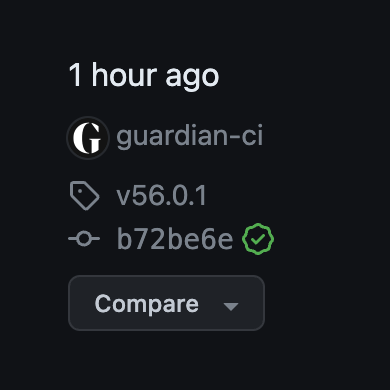 1 hour ago
G guardian-ci
v56.0.1
b72be6e
Compare